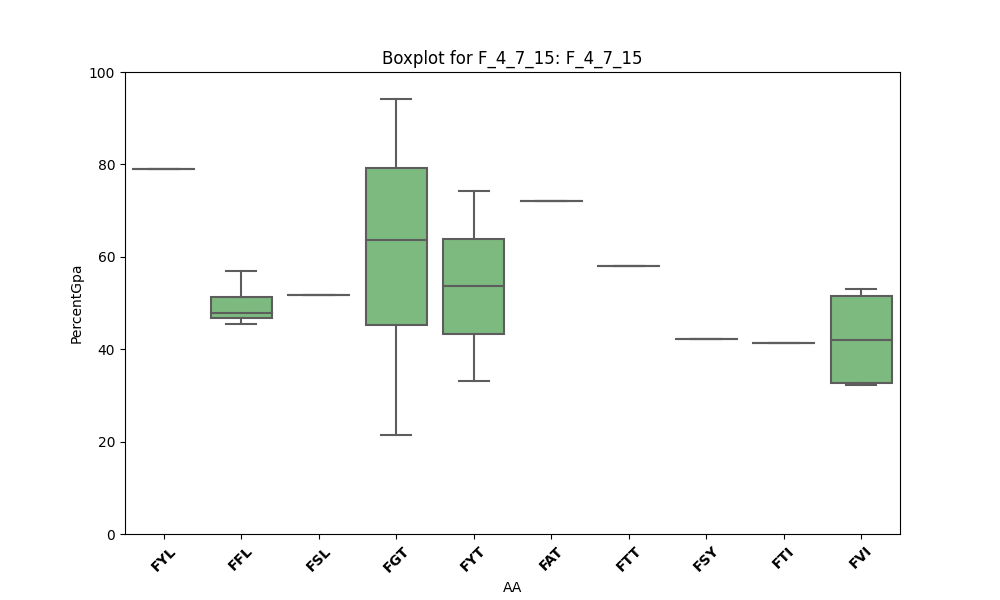 Boxplot for F_4_7_15: F_4_7_15
100
80
60
40
20
0
PercentGpa
FYL
FFL
FSL
FGT
FYT
FAT
FTT
FSY
FTI
FVI
AA